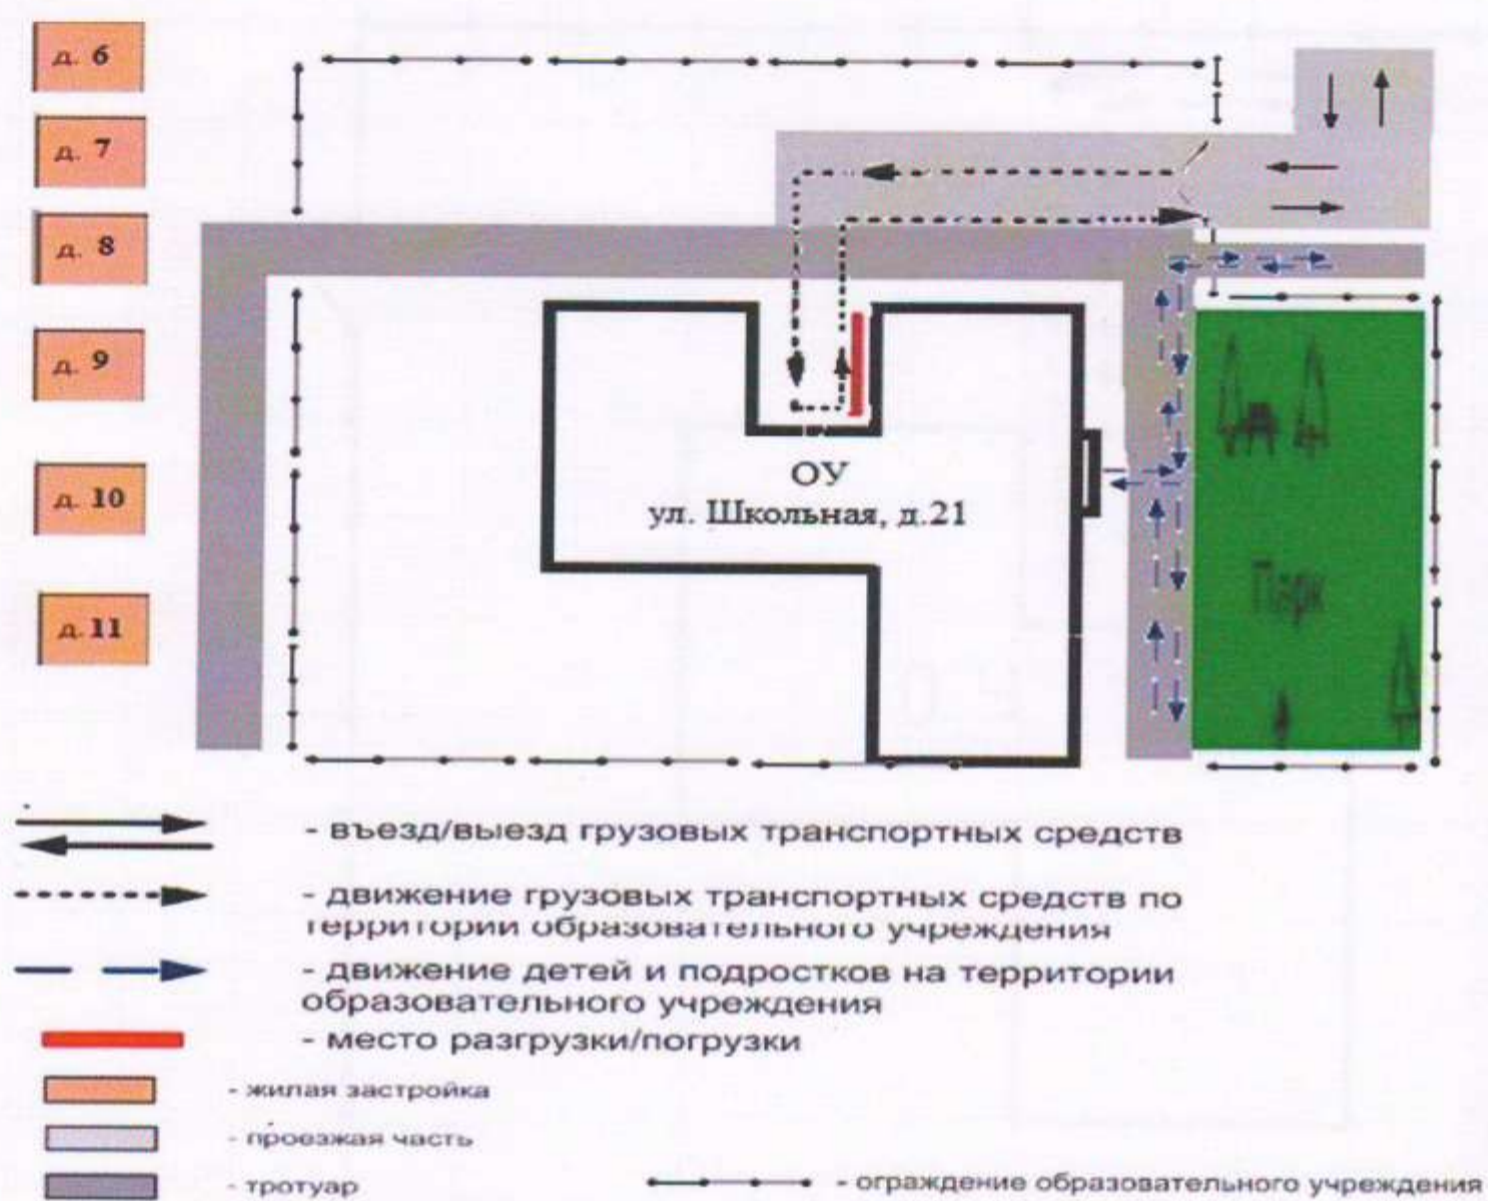 д. 6
д. 7
д. 8
д. 9
д. 10
д. 11
ОУ
ул. Школьная, д.21
Парк
- въезд/выезд грузовых транспортных средств
- движение грузовых транспортных средств по
территории образовательного учреждения
- движение детей и подростков на территории
образовательного учреждения
- место разгрузки/погрузки
- жилая застройка
- проезжая часть
- тротуар
- ограждение образовательного учреждения